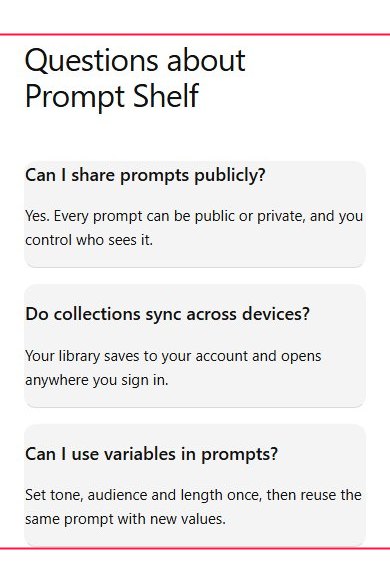 Questions about
Prompt Shelf
Can I share prompts publicly?
Yes. Every prompt can be public or private, and you
control who sees it.
Do collections sync across devices?
Your library saves to your account and opens
anywhere you sign in.
Can I use variables in prompts?
Set tone, audience and length once, then reuse the
same prompt with new values.